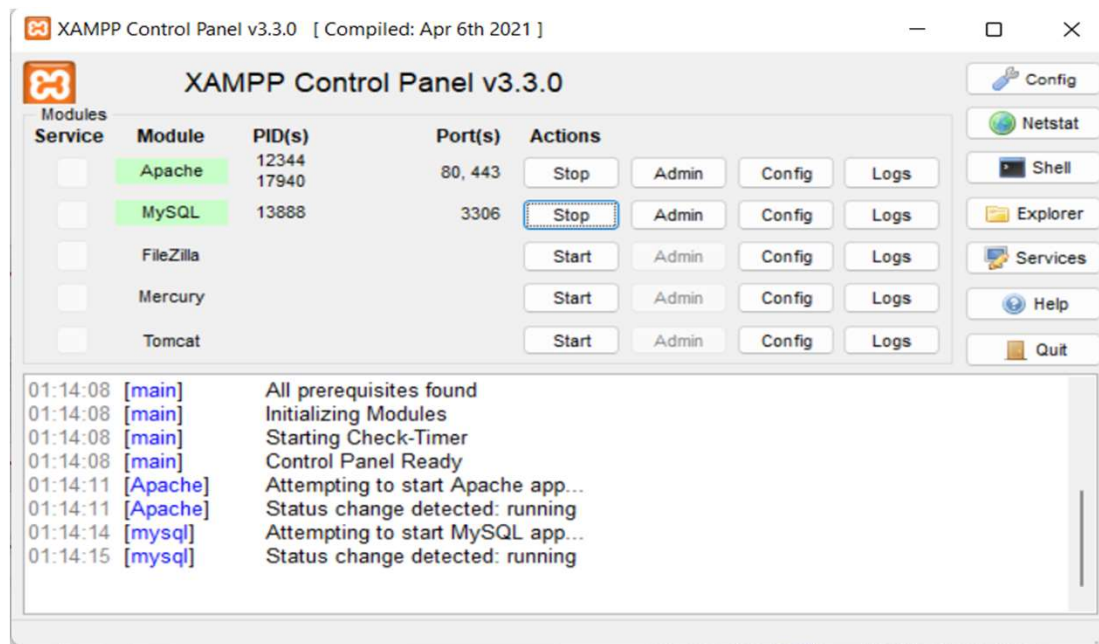 XAMPP Control Panel v3.3.0 [ Compiled: Apr 6th 2021 ]
XAMPP Control Panel v3.3.0
Config
Modules
Service Module PID(s) Port(s) Actions
Netstat
Apache 12344 17940 80, 443 Stop Admin Config Logs
Shell
MySQL 13888 3306 Stop Admin Config Logs
Explorer
FileZilla Start Admin Config Logs
Services
Mercury Start Admin Config Logs
Help
Tomcat Start Admin Config Logs
Quit
01:14:08 [main] All prerequisites found
01:14:08 [main] Initializing Modules
01:14:08 [main] Starting Check-Timer
01:14:08 [main] Control Panel Ready
01:14:11 [Apache] Attempting to start Apache app...
01:14:11 [Apache] Status change detected: running
01:14:14 [mysql] Attempting to start MySQL app...
01:14:15 [mysql] Status change detected: running